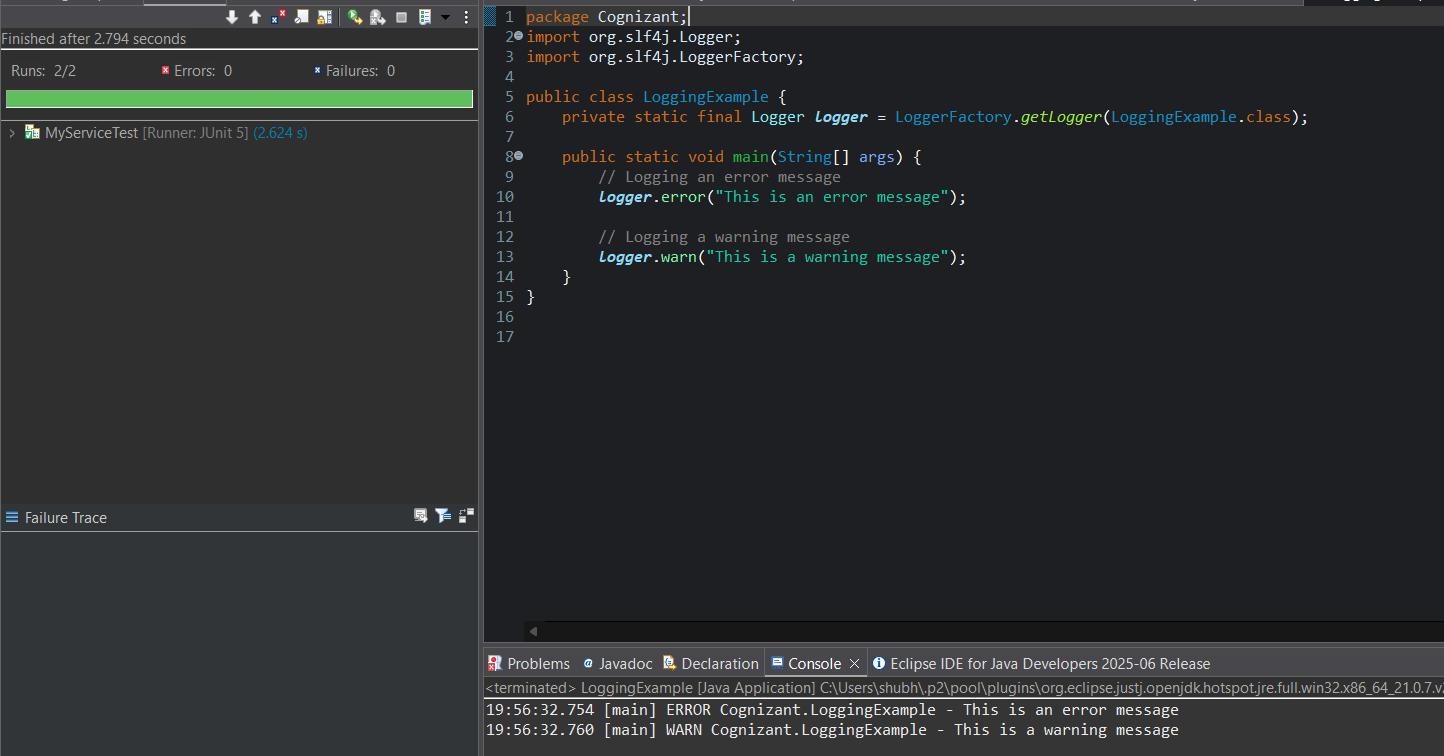 Finished after 2.794 seconds
Runs: 2/2 Errors: 0 Failures: 0
MyServiceTest [Runner: JUnit 5] (2.624 s)
Failure Trace
1 package Cognizant;
2 import org.slf4j.Logger;
3 import org.slf4j.LoggerFactory;
4
5 public class LoggingExample {
6 private static final Logger logger = LoggerFactory.getLogger(LoggingExample.class);
7
8 public static void main(String[] args) {
9 // Logging an error message
10 logger.error("This is an error message");
11
12 // Logging a warning message
13 logger.warn("This is a warning message");
14 }
15 }
16
17
Problems Javadoc Declaration Console Eclipse IDE for Java Developers 2025-06 Release
<terminated> LoggingExample [Java Application] C:\Users\shubh\.p2\pool\plugins\org.eclipse.justj.openjdk.hotspot.jre.full.win32.x86_64_21.0.7.v
19:56:32.754 [main] ERROR Cognizant.LoggingExample - This is an error message
19:56:32.760 [main] WARN Cognizant.LoggingExample - This is a warning message